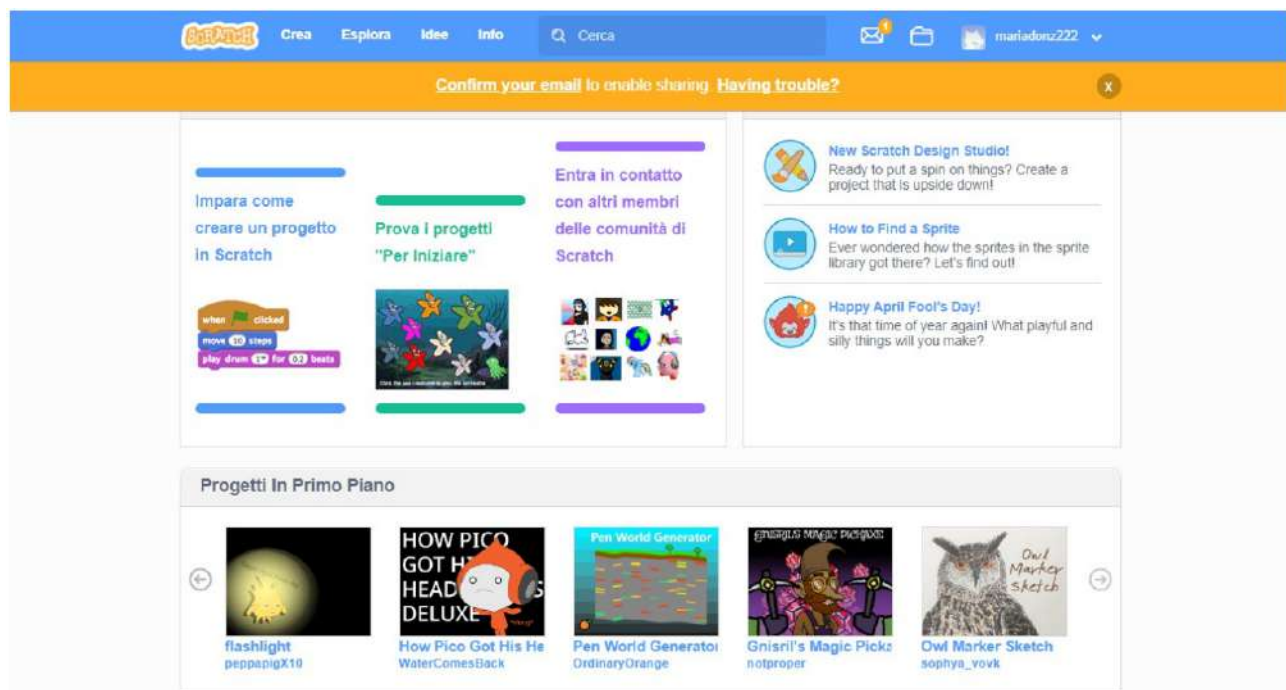 SCRATCH Crea Esplora Idee Info Cerca 1 mariadonz222
Confirm your email to enable sharing. Having trouble? x
Impara come
creare un progetto
in Scratch
when clicked
move 10 steps
play drum 1 for 0.2 beats
Prova i progetti
"Per Iniziare"
Entra in contatto
con altri membri
delle comunità di
Scratch
New Scratch Design Studio!
Ready to put a spin on things? Create a
project that is upside down!
How to Find a Sprite
Ever wondered how the sprites in the sprite
library got there? Let's find out!
Happy April Fool's Day!
It's that time of year again! What playful and
silly things will you make?
Progetti In Primo Piano
HOW PICO
GOT H
HEAD S
DELUXE
Pen World Generator
GNISRIL'S MAGIC PICKAXE
Owl
Marker
Sketch
flashlight
peppapigX10
How Pico Got His He
WaterComesBack
Pen World Generator
OrdinaryOrange
Gnisril's Magic Picka
notproper
Owl Marker Sketch
sophya_vovk